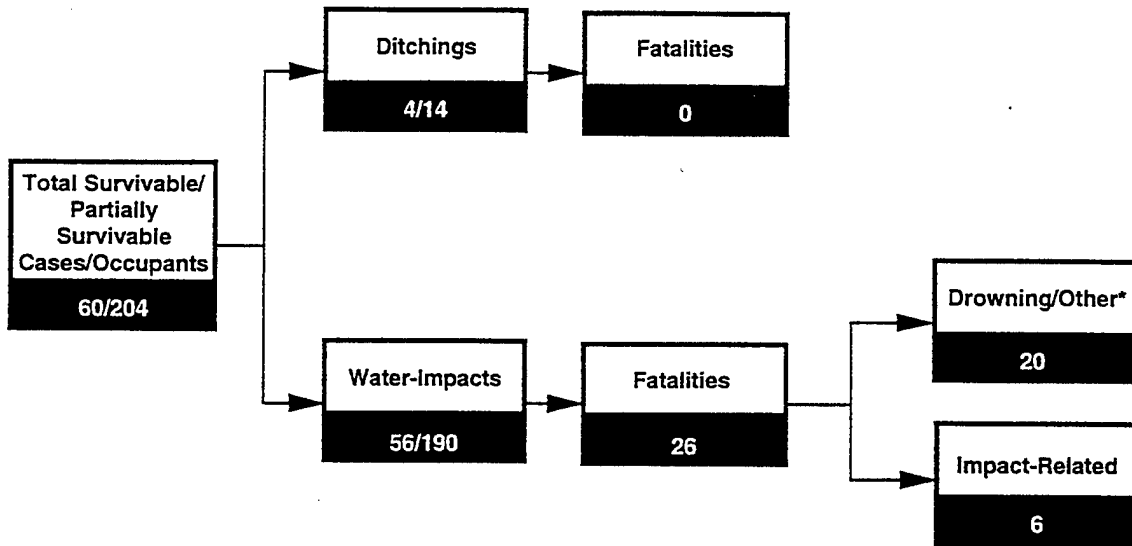 Ditchings
4/14
Fatalities
0
Total Survivable/
Partially
Survivable
Cases/Occupants
60/204
Water-Impacts
56/190
Fatalities
26
Drowning/Other*
20
Impact-Related
6